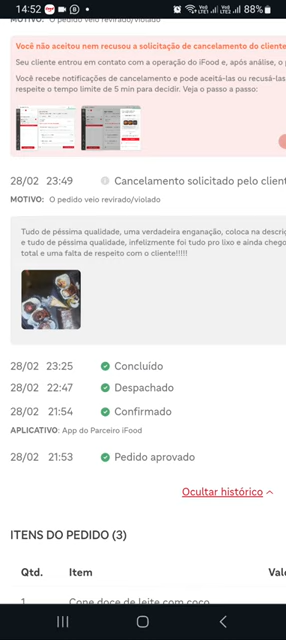 14:52 88%
MOTIVO: O pedido veio revirado/violado
Você não aceitou nem recusou a solicitação de cancelamento do cliente
Seu cliente entrou em contato com a operação do iFood e, após análise, o p
Você recebe notificações de cancelamento e pode aceitá-las ou recusá-las
respeite o tempo limite de 5 min para decidir. Veja o passo a passo:
28/02 23:49 Cancelamento solicitado pelo client
MOTIVO: O pedido veio revirado/violado
Tudo de péssima qualidade, uma verdadeira enganação, coloca na descriç
e tudo de péssima qualidade, infelizmente foi tudo pro lixo e ainda chego
total e uma falta de respeito com o cliente!!!!!
28/02 23:25 Concluído
28/02 22:47 Despachado
28/02 21:54 Confirmado
APLICATIVO: App do Parceiro iFood
28/02 21:53 Pedido aprovado
Ocultar histórico
ITENS DO PEDIDO (3)
Qtd. Item Valo
1 Cone doce de leite com coco